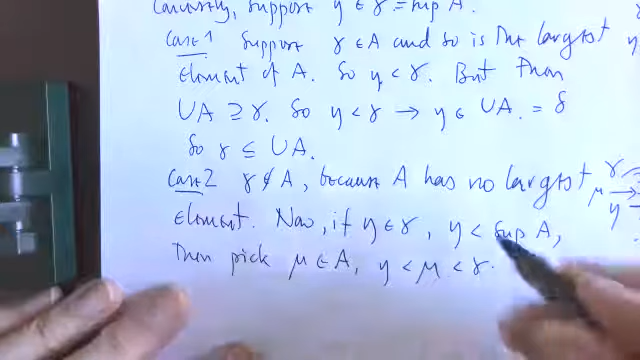 Conversely, suppose η ∈ γ = sup A.
Case 1 Suppose γ ∈ A and so is the largest
element of A. So η < γ. But then
∪A ≥ γ. So η < γ → η ∈ ∪A. = δ
So γ ≤ ∪A.
Case 2 γ ∉ A, because A has no largest
element. Now, if η ∈ γ, η < sup A,
then pick μ ∈ A, η < μ < γ.
γ
μ →
η